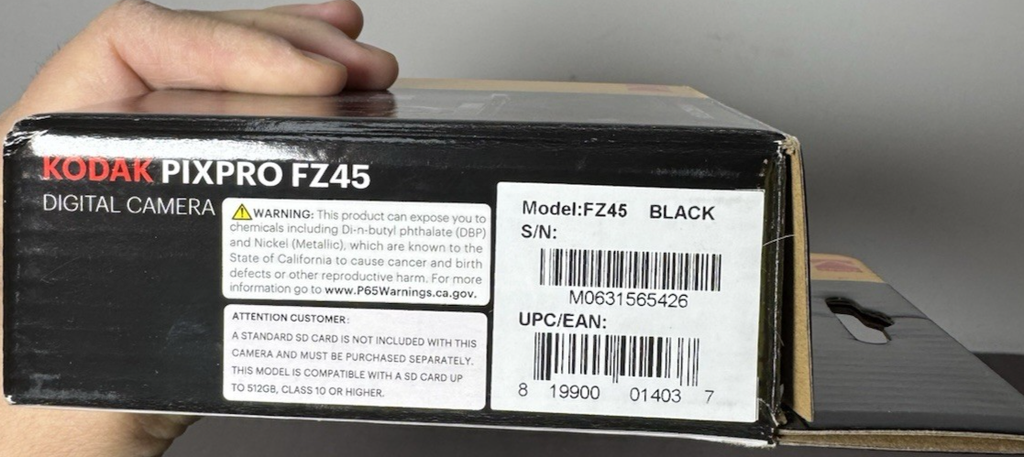 KODAK PIXPRO FZ45
DIGITAL CAMERA
WARNING: This product can expose you to
chemicals including Di-n-butyl phthalate (DBP)
and Nickel (Metallic), which are known to the
State of California to cause cancer and birth
defects or other reproductive harm. For more
information go to www.P65Warnings.ca.gov.
ATTENTION CUSTOMER:
A STANDARD SD CARD IS NOT INCLUDED WITH THIS
CAMERA AND MUST BE PURCHASED SEPARATELY.
THIS MODEL IS COMPATIBLE WITH A SD CARD UP
TO 512GB, CLASS 10 OR HIGHER.
Model:FZ45 BLACK
S/N:
M0631565426
UPC/EAN:
8 19900 01403 7